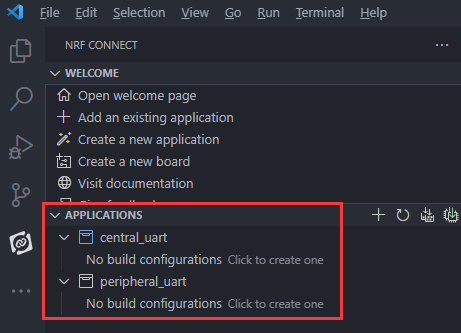 File Edit Selection View Go Run Terminal Help
NRF CONNECT
WELCOME
Open welcome page
Add an existing application
Create a new application
Create a new board
Visit documentation
APPLICATIONS
central_uart
No build configurations Click to create one
peripheral_uart
No build configurations Click to create one